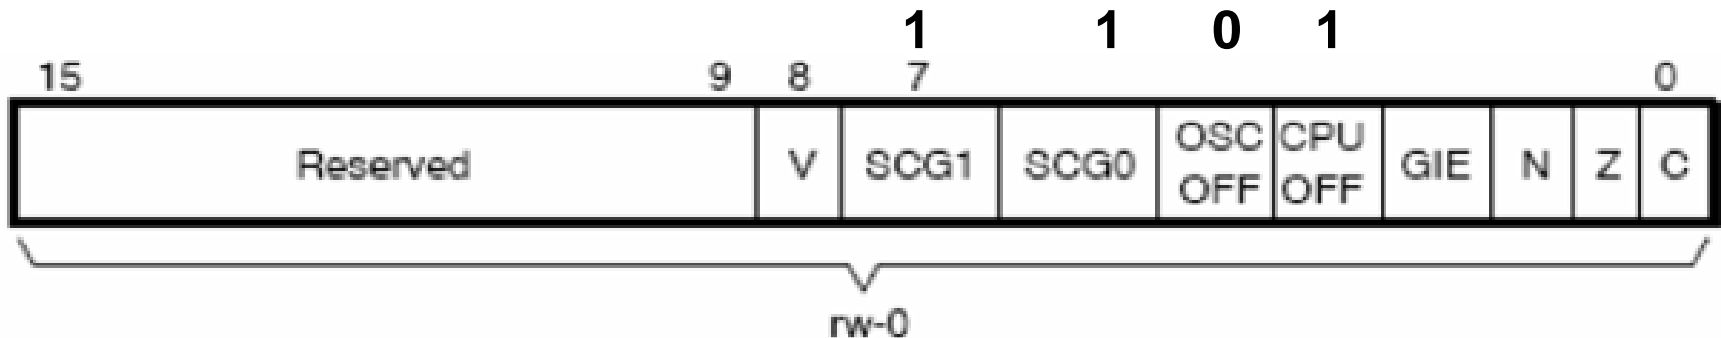 1 1 0 1
15 9 8 7 0
Reserved V SCG1 SCG0 OSC OFF CPU OFF GIE N Z C
rw-0